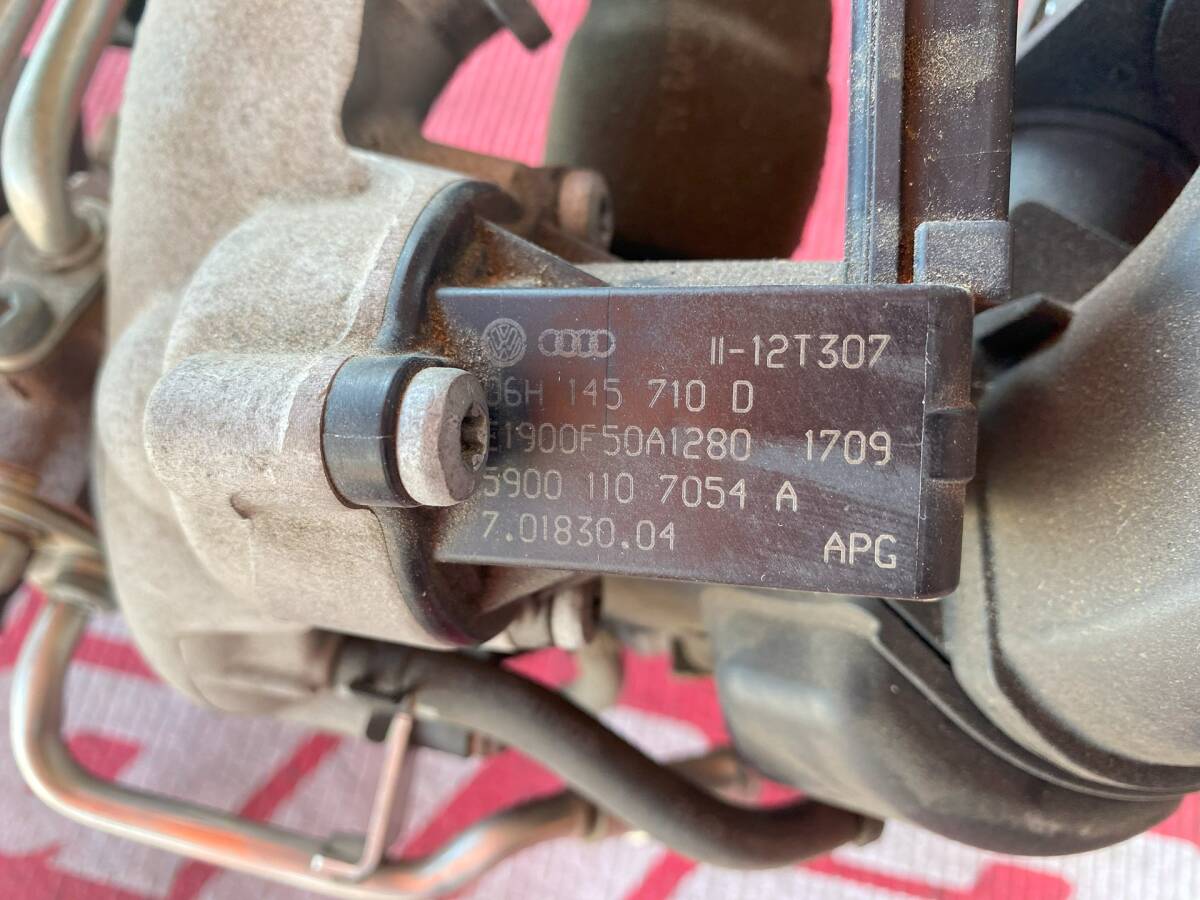 II-12T307
06H 145 710 D
E1900F50A1280 1709
5900 110 7054 A
7.01830.04 APG